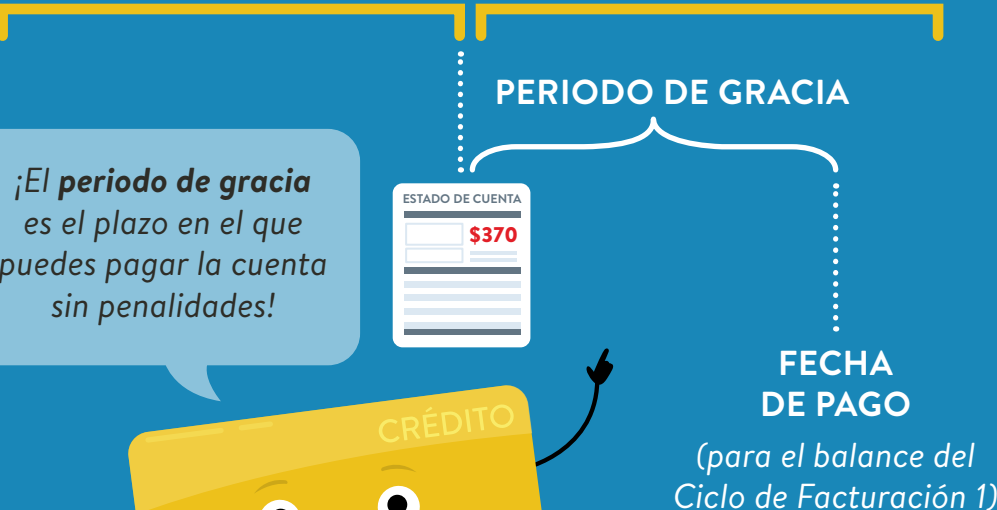 PERIODO DE GRACIA
¡El periodo de gracia
es el plazo en el que
puedes pagar la cuenta
sin penalidades!
ESTADO DE CUENTA
$370
FECHA
DE PAGO
(para el balance del
Ciclo de Facturación 1)
CRÉDITO